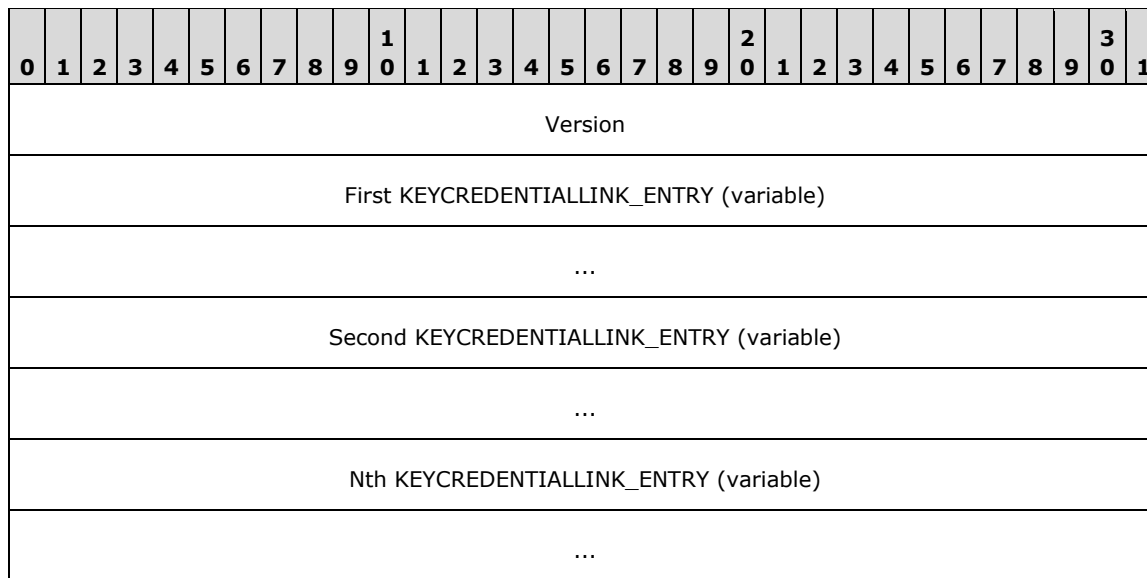 1 2 3
0 1 2 3 4 5 6 7 8 9 0 1 2 3 4 5 6 7 8 9 0 1 2 3 4 5 6 7 8 9 0 1
Version
First KEYCREDENTIALLINK_ENTRY (variable)
...
Second KEYCREDENTIALLINK_ENTRY (variable)
...
Nth KEYCREDENTIALLINK_ENTRY (variable)
...